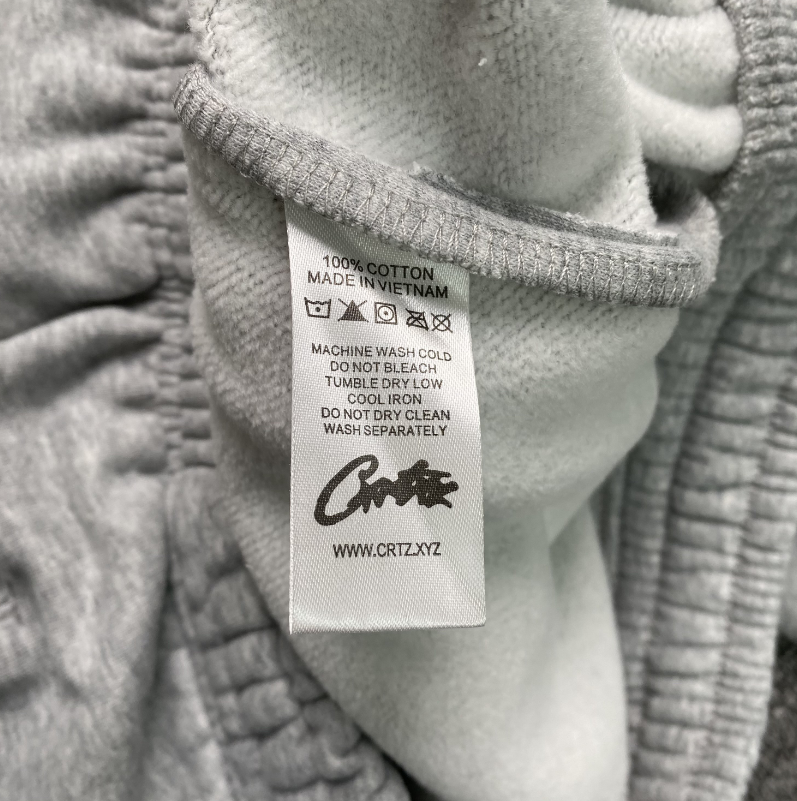 100% COTTON
MADE IN VIETNAM
MACHINE WASH COLD
DO NOT BLEACH
TUMBLE DRY LOW
COOL IRON
DO NOT DRY CLEAN
WASH SEPARATELY
WWW.CRTZ.XYZ